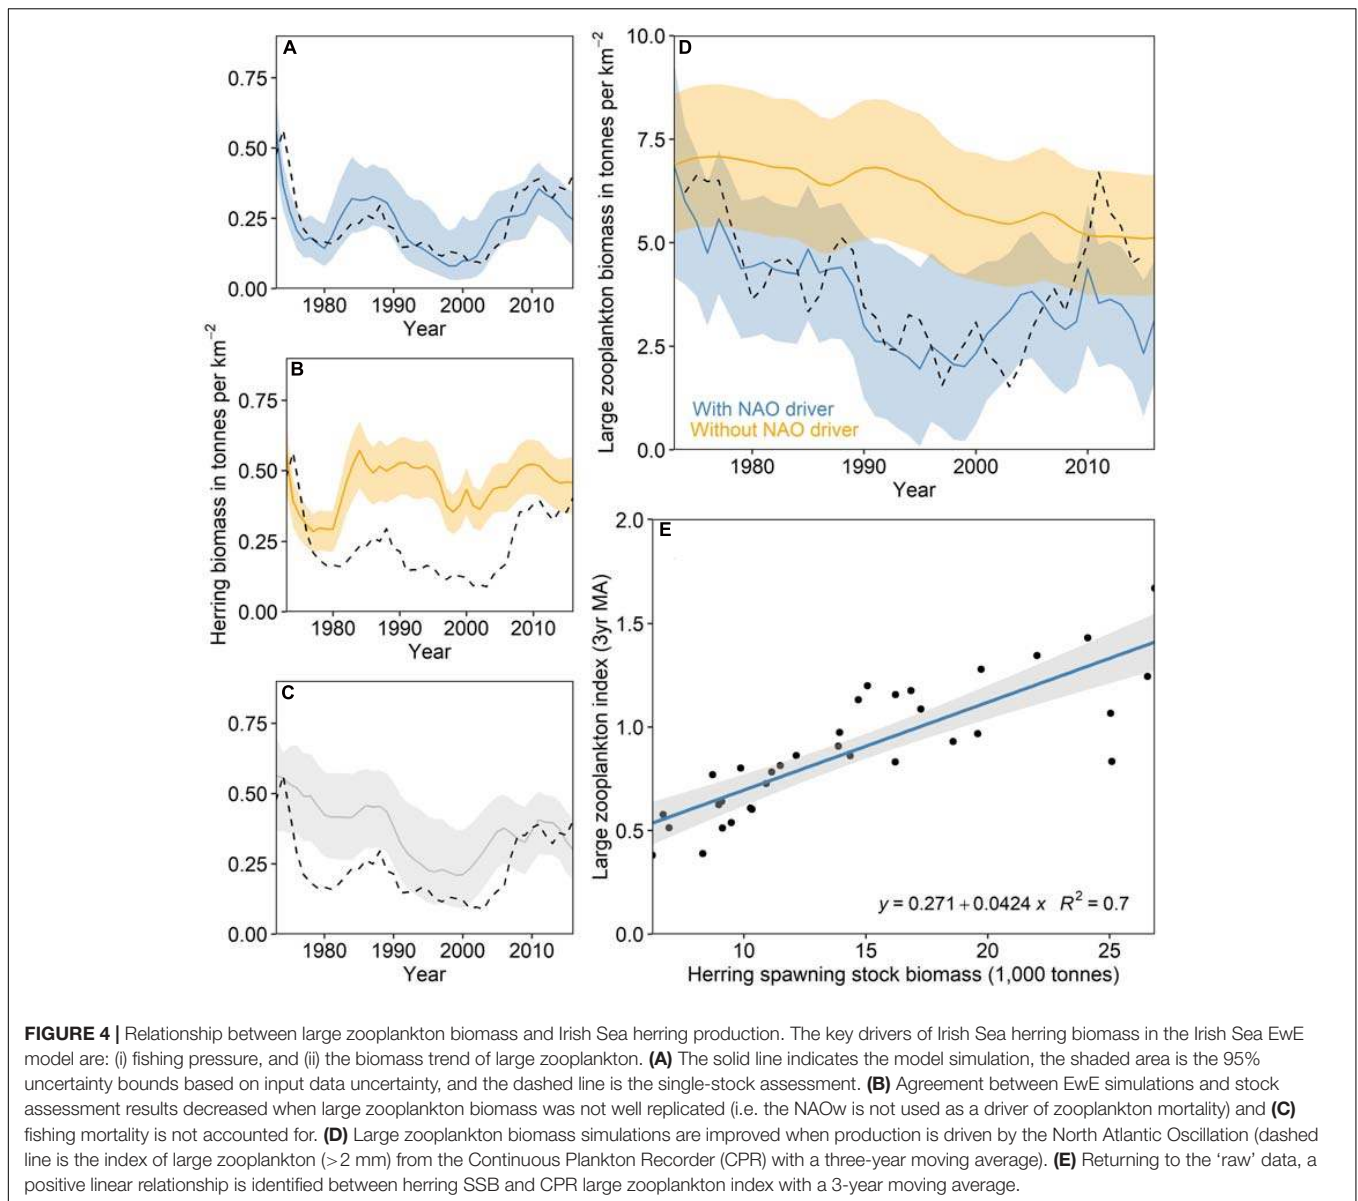 A
0.75
0.50
0.25
0.00
1980 1990 2000 2010
Year
B
0.75
0.50
0.25
0.00
1980 1990 2000 2010
Year
Herring biomass in tonnes per km⁻²
C
0.75
0.50
0.25
0.00
1980 1990 2000 2010
Year
D
10.0
7.5
5.0
2.5
0.0
Large zooplankton biomass in tonnes per km⁻²
With NAO driver
Without NAO driver
1980 1990 2000 2010
Year
E
2.0
1.5
1.0
0.5
0.0
Large zooplankton index (3yr MA)
y = 0.271 + 0.0424 x R² = 0.7
10 15 20 25
Herring spawning stock biomass (1,000 tonnes)
FIGURE 4 | Relationship between large zooplankton biomass and Irish Sea herring production. The key drivers of Irish Sea herring biomass in the Irish Sea EwE
model are: (i) fishing pressure, and (ii) the biomass trend of large zooplankton. (A) The solid line indicates the model simulation, the shaded area is the 95%
uncertainty bounds based on input data uncertainty, and the dashed line is the single-stock assessment. (B) Agreement between EwE simulations and stock
assessment results decreased when large zooplankton biomass was not well replicated (i.e. the NAOw is not used as a driver of zooplankton mortality) and (C)
fishing mortality is not accounted for. (D) Large zooplankton biomass simulations are improved when production is driven by the North Atlantic Oscillation (dashed
line is the index of large zooplankton (>2 mm) from the Continuous Plankton Recorder (CPR) with a three-year moving average). (E) Returning to the ‘raw’ data, a
positive linear relationship is identified between herring SSB and CPR large zooplankton index with a 3-year moving average.